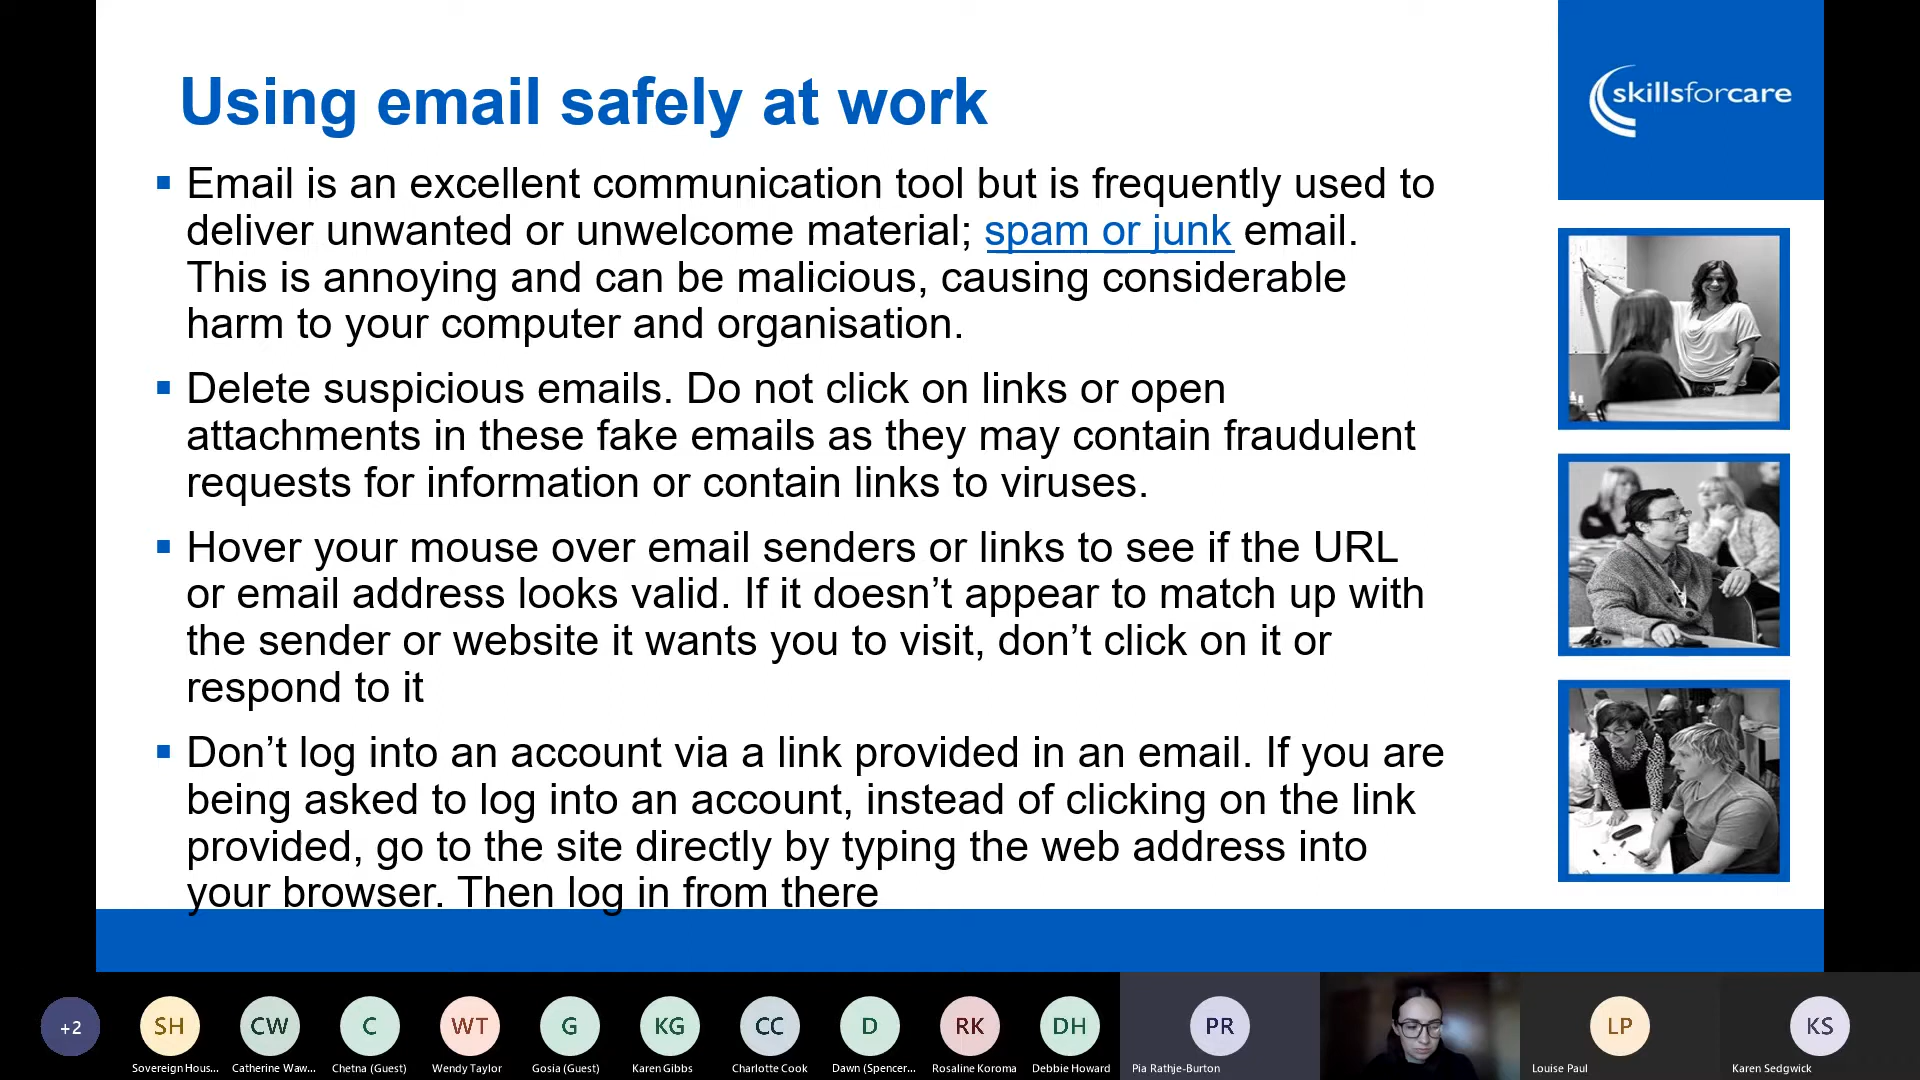 Using email safely at work
skillsforcare
Email is an excellent communication tool but is frequently used to
deliver unwanted or unwelcome material; spam or junk email.
This is annoying and can be malicious, causing considerable
harm to your computer and organisation.
Delete suspicious emails. Do not click on links or open
attachments in these fake emails as they may contain fraudulent
requests for information or contain links to viruses.
Hover your mouse over email senders or links to see if the URL
or email address looks valid. If it doesn’t appear to match up with
the sender or website it wants you to visit, don’t click on it or
respond to it
Don’t log into an account via a link provided in an email. If you are
being asked to log into an account, instead of clicking on the link
provided, go to the site directly by typing the web address into
your browser. Then log in from there
+2 SH CW C WT G KG CC D RK DH PR LP KS
Sovereign Hous... Catherine Waw... Chetna (Guest) Wendy Taylor Gosia (Guest) Karen Gibbs Charlotte Cook Dawn (Spencer... Rosaline Koroma Debbie Howard Pia Rathje-Burton Louise Paul Karen Sedgwick